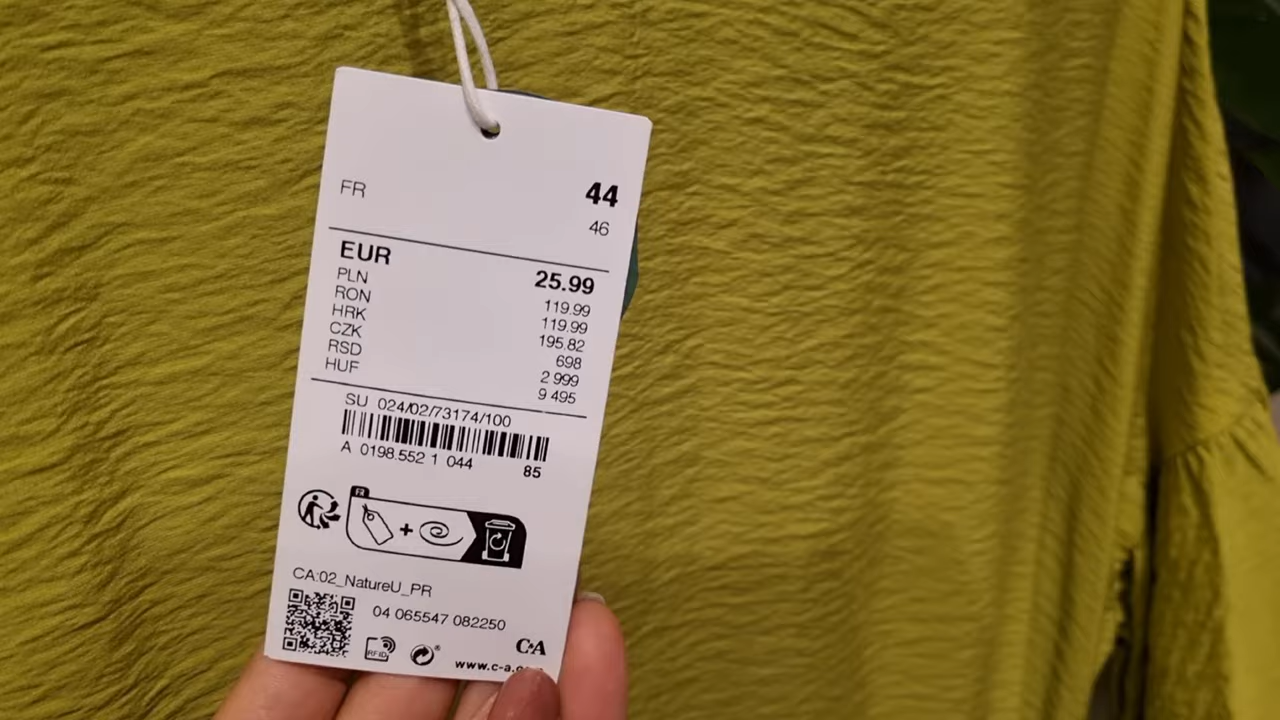 FR 44
46
EUR 25.99
PLN 119.99
RON 119.99
HRK 195.82
CZK 698
RSD 2 999
HUF 9 495
SU 024/02/73174/100
A 0198.552 1 044 85
FR
+
CA:02_NatureU_PR
04 065547 082250
RFID
C&A
www.c-a.